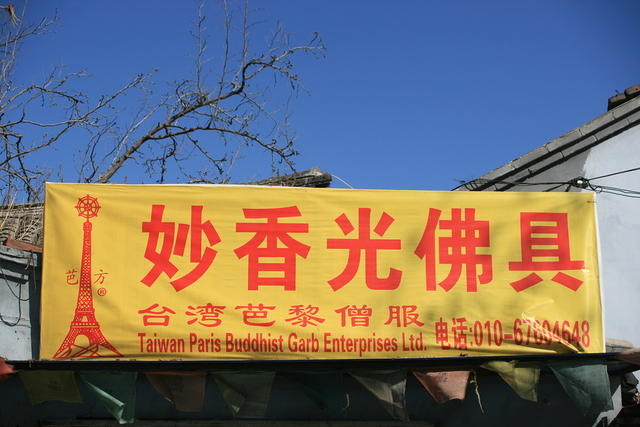 妙香光佛具
芭方®
台湾芭黎僧服
Taiwan Paris Buddhist Garb Enterprises Ltd.
电话:010-67604648